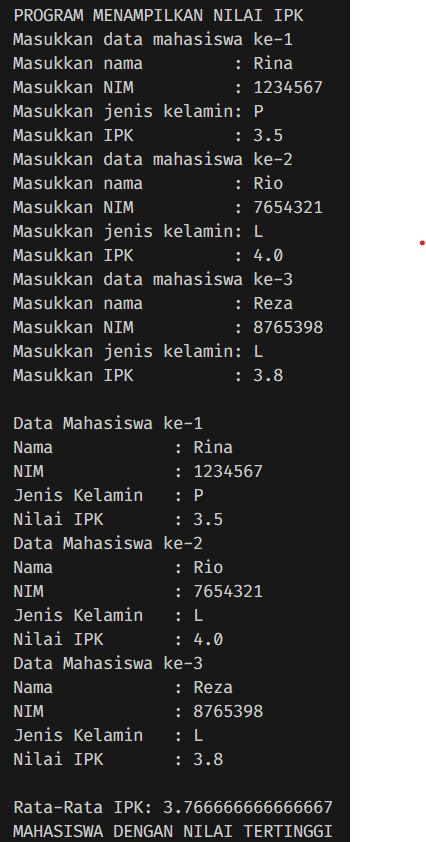 PROGRAM MENAMPILKAN NILAI IPK
Masukkan data mahasiswa ke-1
Masukkan nama         : Rina
Masukkan NIM          : 1234567
Masukkan jenis kelamin: P
Masukkan IPK          : 3.5
Masukkan data mahasiswa ke-2
Masukkan nama         : Rio
Masukkan NIM          : 7654321
Masukkan jenis kelamin: L
Masukkan IPK          : 4.0
Masukkan data mahasiswa ke-3
Masukkan nama         : Reza
Masukkan NIM          : 8765398
Masukkan jenis kelamin: L
Masukkan IPK          : 3.8

Data Mahasiswa ke-1
Nama            : Rina
NIM             : 1234567
Jenis Kelamin   : P
Nilai IPK       : 3.5
Data Mahasiswa ke-2
Nama            : Rio
NIM             : 7654321
Jenis Kelamin   : L
Nilai IPK       : 4.0
Data Mahasiswa ke-3
Nama            : Reza
NIM             : 8765398
Jenis Kelamin   : L
Nilai IPK       : 3.8

Rata-Rata IPK: 3.766666666666667
MAHASISWA DENGAN NILAI TERTINGGI